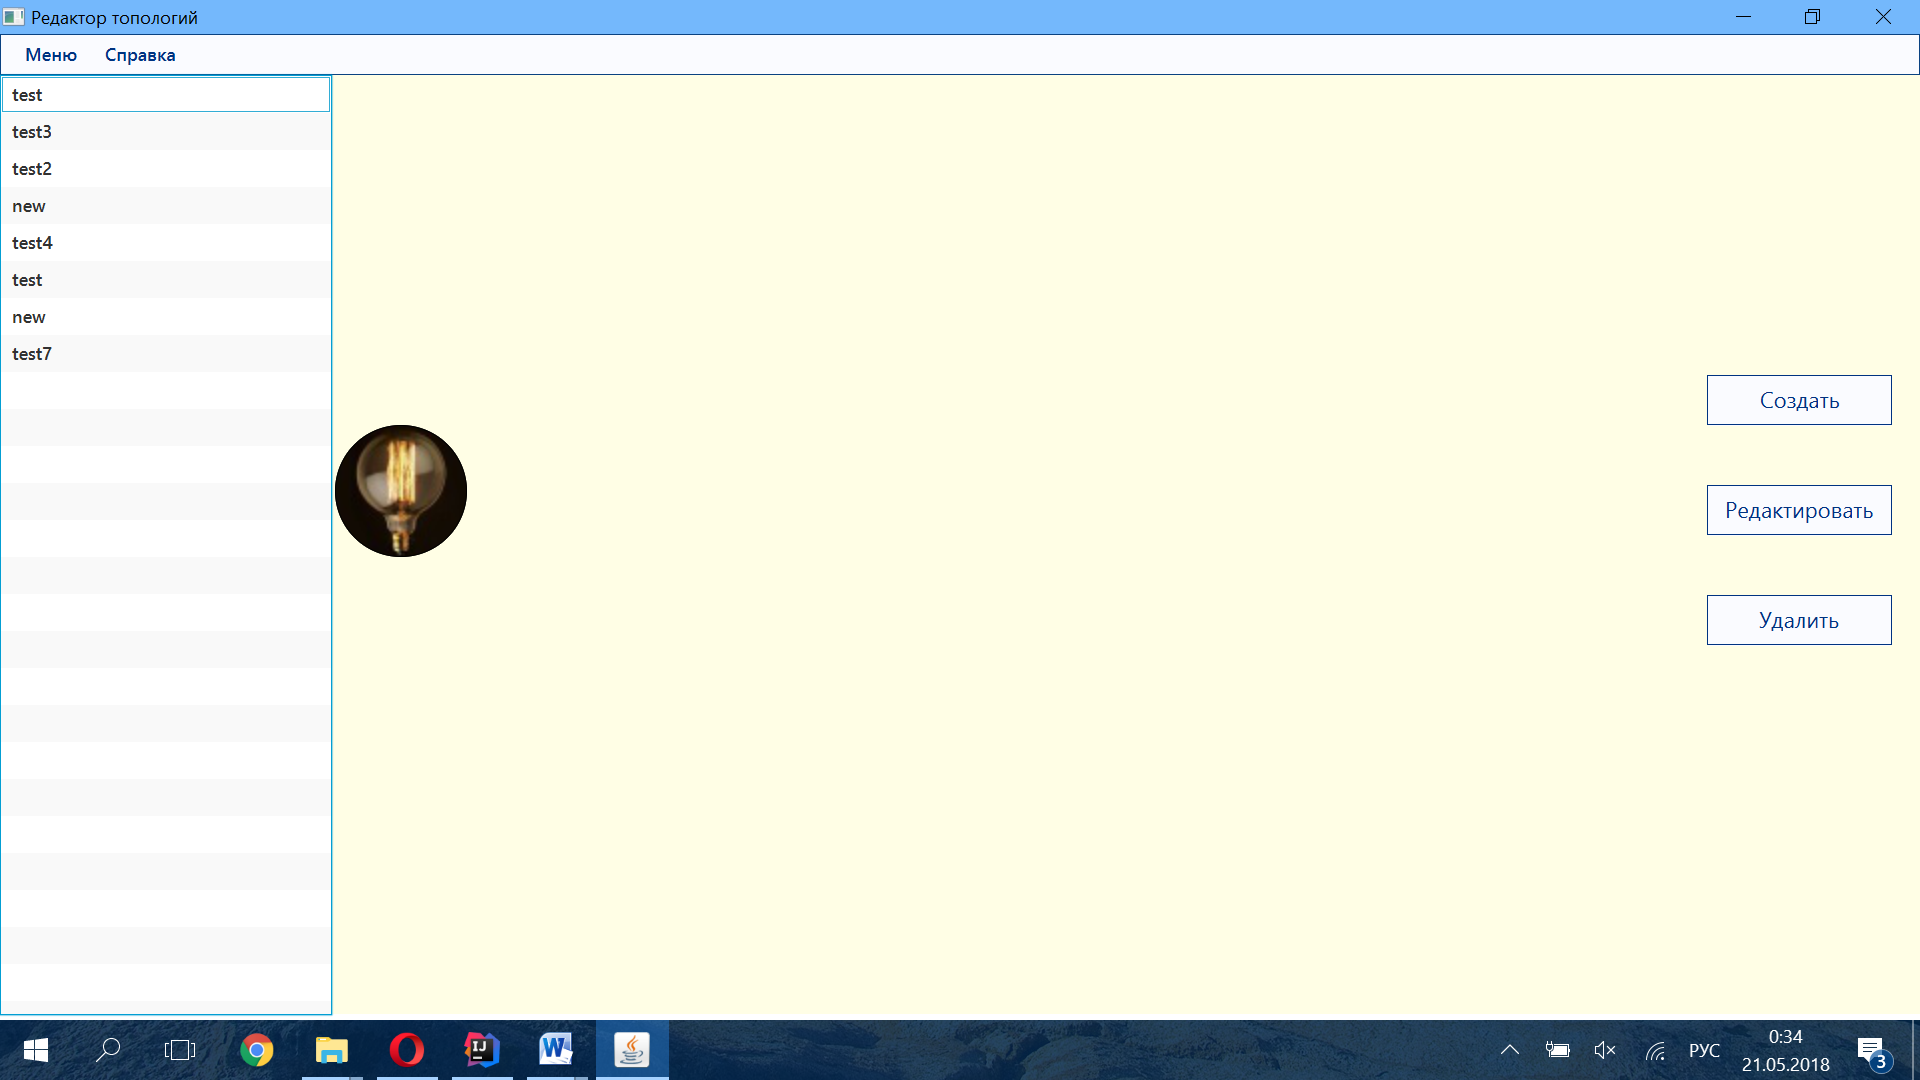 Редактор топологий
Меню Справка
test
test3
test2
new
test4
test
new
test7
Создать
Редактировать
Удалить
IJ
W
РУС
0:34
21.05.2018
3